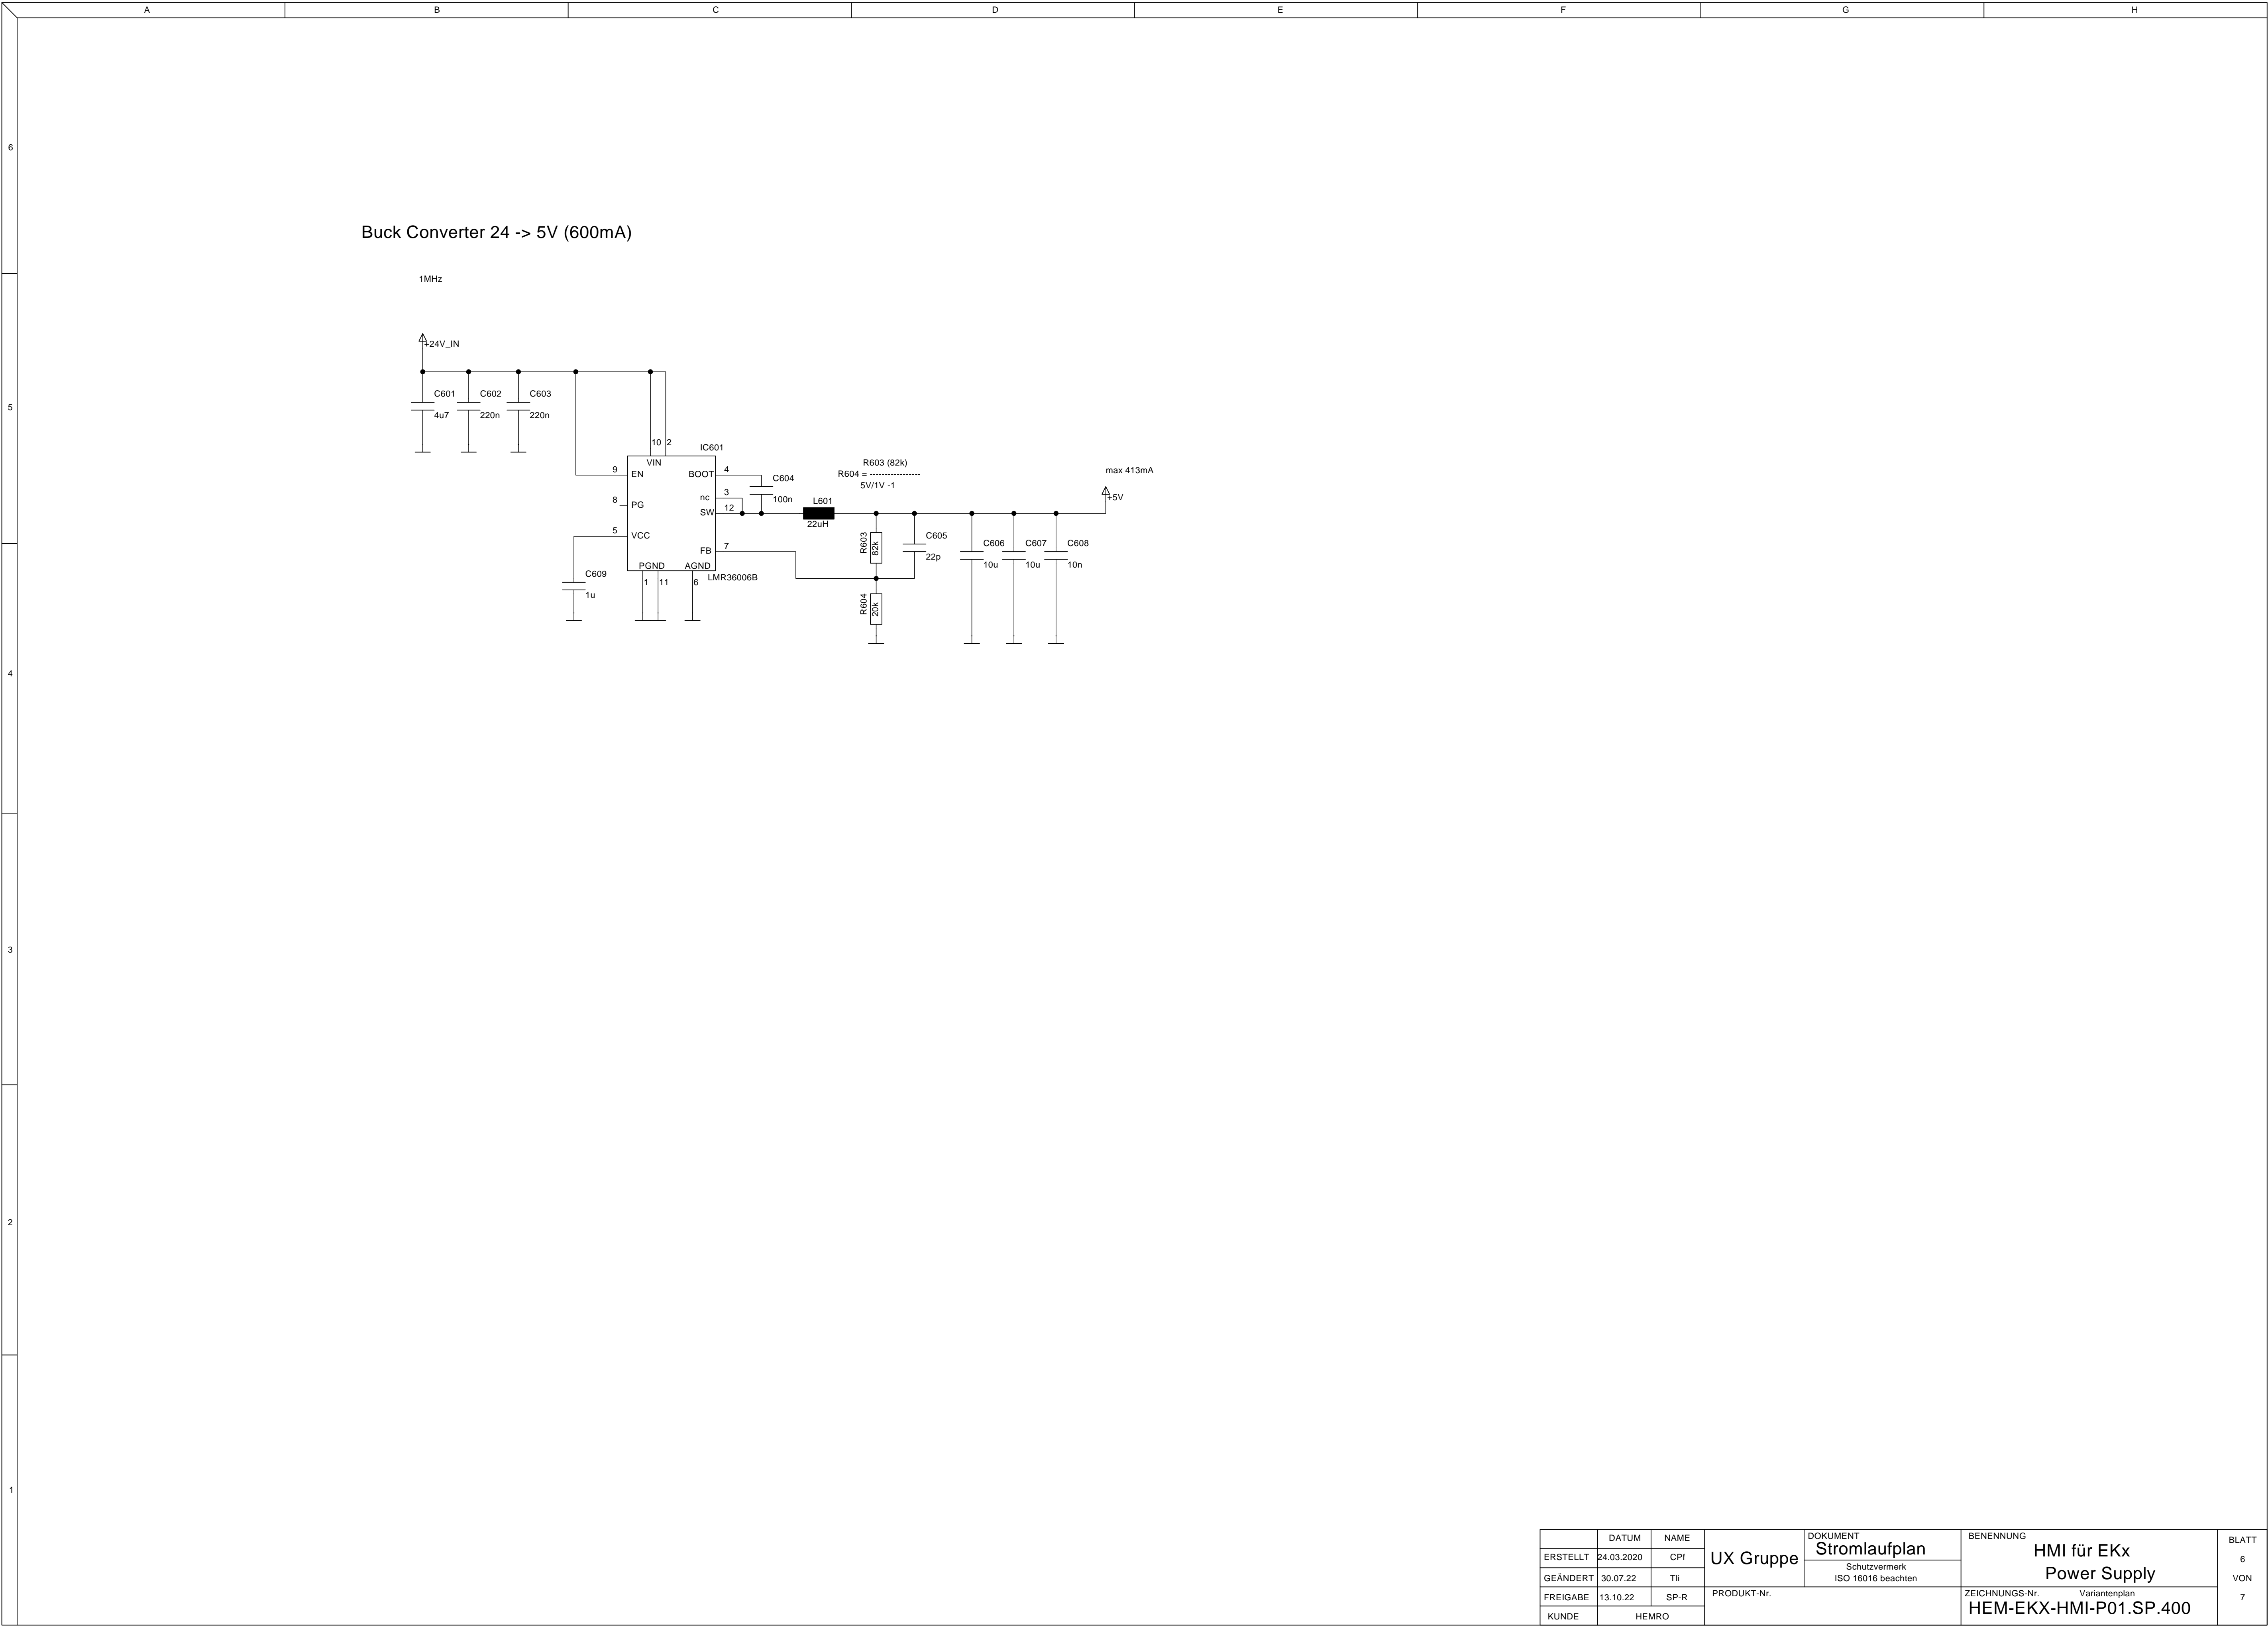 A B C D E F G H
6
5
4
3
2
1
Buck Converter 24 -> 5V (600mA)
1MHz
+24V_IN
C601
4u7
C602
220n
C603
220n
10 2
IC601
VIN
9 EN
8 PG
5 VCC
BOOT 4
nc 3
SW 12
FB 7
PGND AGND
1 11 6
LMR36006B
C609
1u
C604
100n
L601
22uH
R603 (82k)
R604 = -----------------
5V/1V -1
R603
82k
C605
22p
R604
20k
C606
10u
C607
10u
C608
10n
max 413mA
+5V
DATUM NAME
ERSTELLT 24.03.2020 CPf
GEÄNDERT 30.07.22 Tli
FREIGABE 13.10.22 SP-R
KUNDE HEMRO
UX Gruppe
PRODUKT-Nr.
DOKUMENT
Stromlaufplan
Schutzvermerk
ISO 16016 beachten
BENENNUNG
HMI für EKx
Power Supply
ZEICHNUNGS-Nr. Variantenplan
HEM-EKX-HMI-P01.SP.400
BLATT
6
VON
7